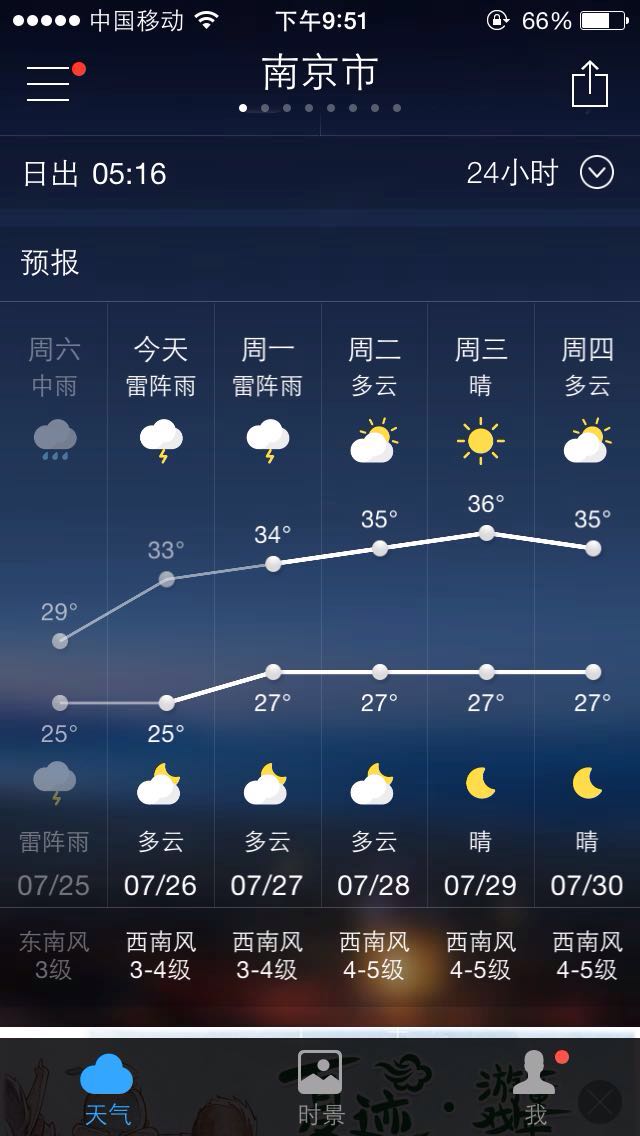 中国移动 下午9:51 66%
南京市
日出 05:16 24小时
预报
周六 今天 周一 周二 周三 周四
中雨 雷阵雨 雷阵雨 多云 晴 多云
36°
35° 35°
34°
33°
29°
27° 27° 27° 27°
25° 25°
雷阵雨 多云 多云 多云 晴 晴
07/25 07/26 07/27 07/28 07/29 07/30
东南风 西南风 西南风 西南风 西南风 西南风
3级 3-4级 3-4级 4-5级 4-5级 4-5级
天气 时景 我